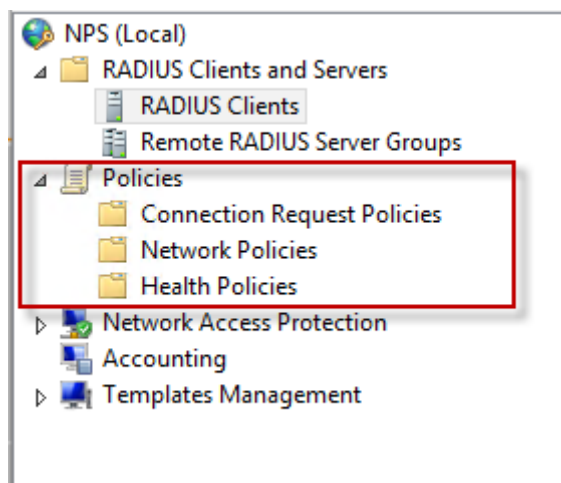 NPS (Local)
RADIUS Clients and Servers
RADIUS Clients
Remote RADIUS Server Groups
Policies
Connection Request Policies
Network Policies
Health Policies
Network Access Protection
Accounting
Templates Management